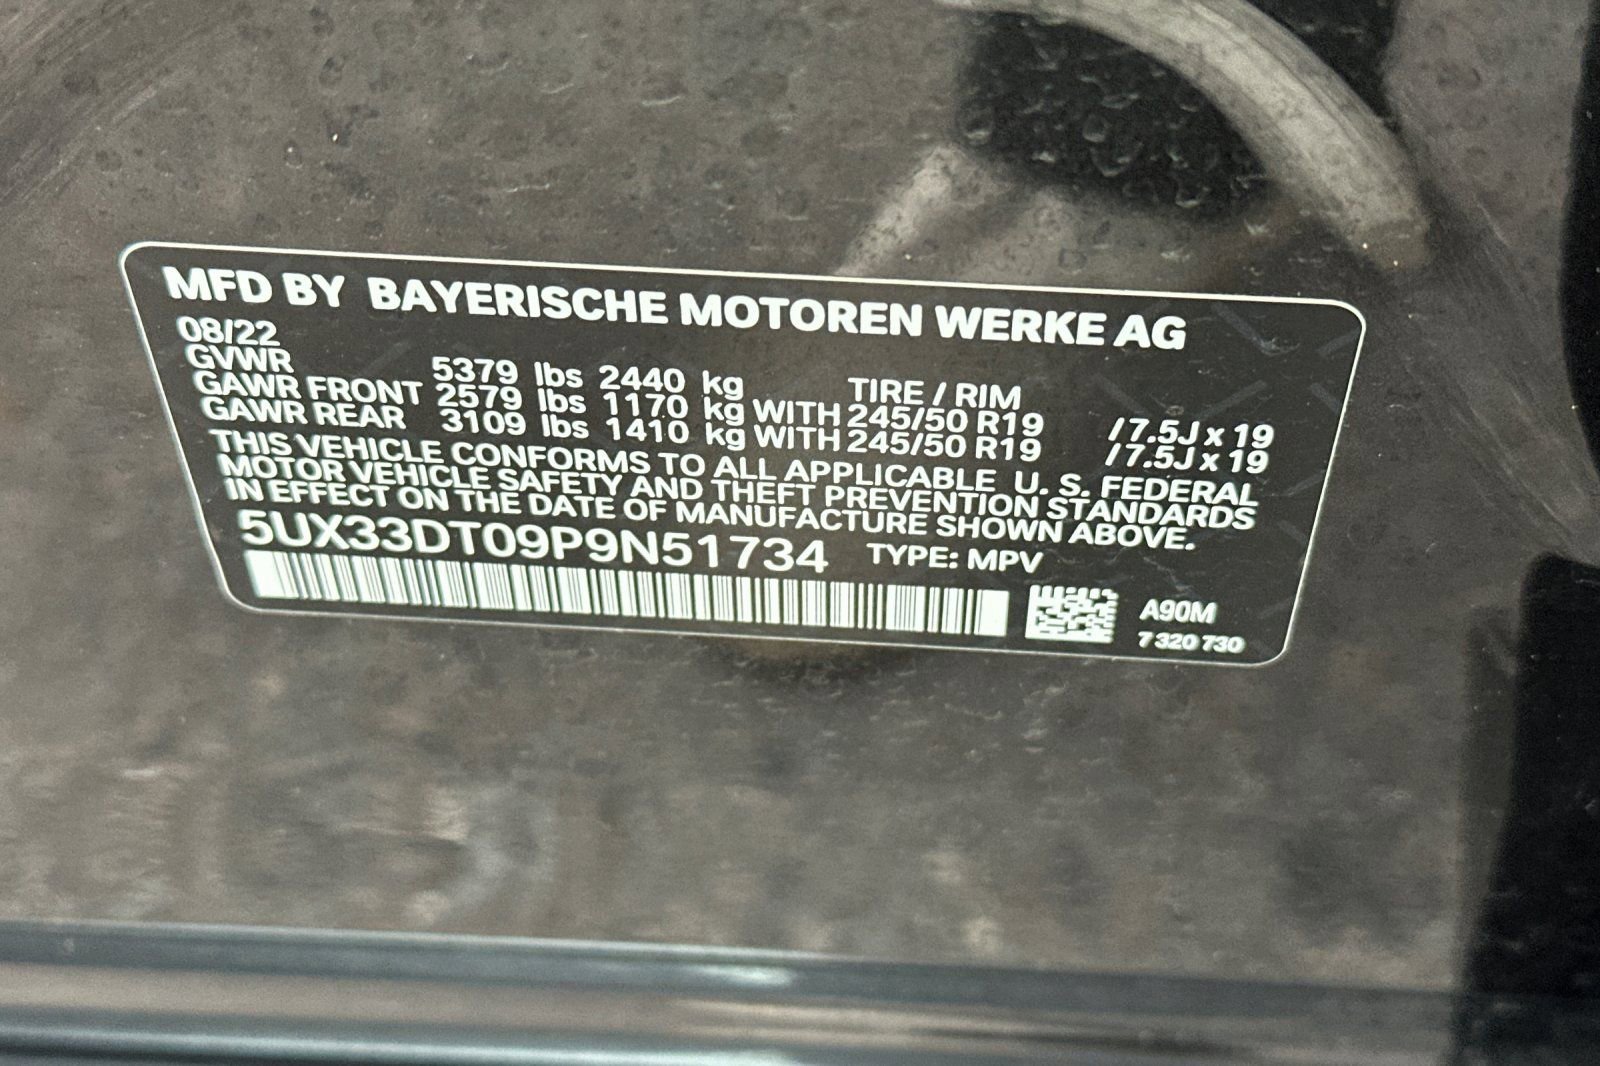 MFD BY BAYERISCHE MOTOREN WERKE AG
08/22
GVWR 5379 lbs 2440 kg TIRE / RIM
GAWR FRONT 2579 lbs 1170 kg WITH 245/50 R19 / 7.5J x 19
GAWR REAR 3109 lbs 1410 kg WITH 245/50 R19 / 7.5J x 19
THIS VEHICLE CONFORMS TO ALL APPLICABLE U. S. FEDERAL
MOTOR VEHICLE SAFETY AND THEFT PREVENTION STANDARDS
IN EFFECT ON THE DATE OF MANUFACTURE SHOWN ABOVE.
5UX33DT09P9N51734 TYPE: MPV
A90M
7 320 730